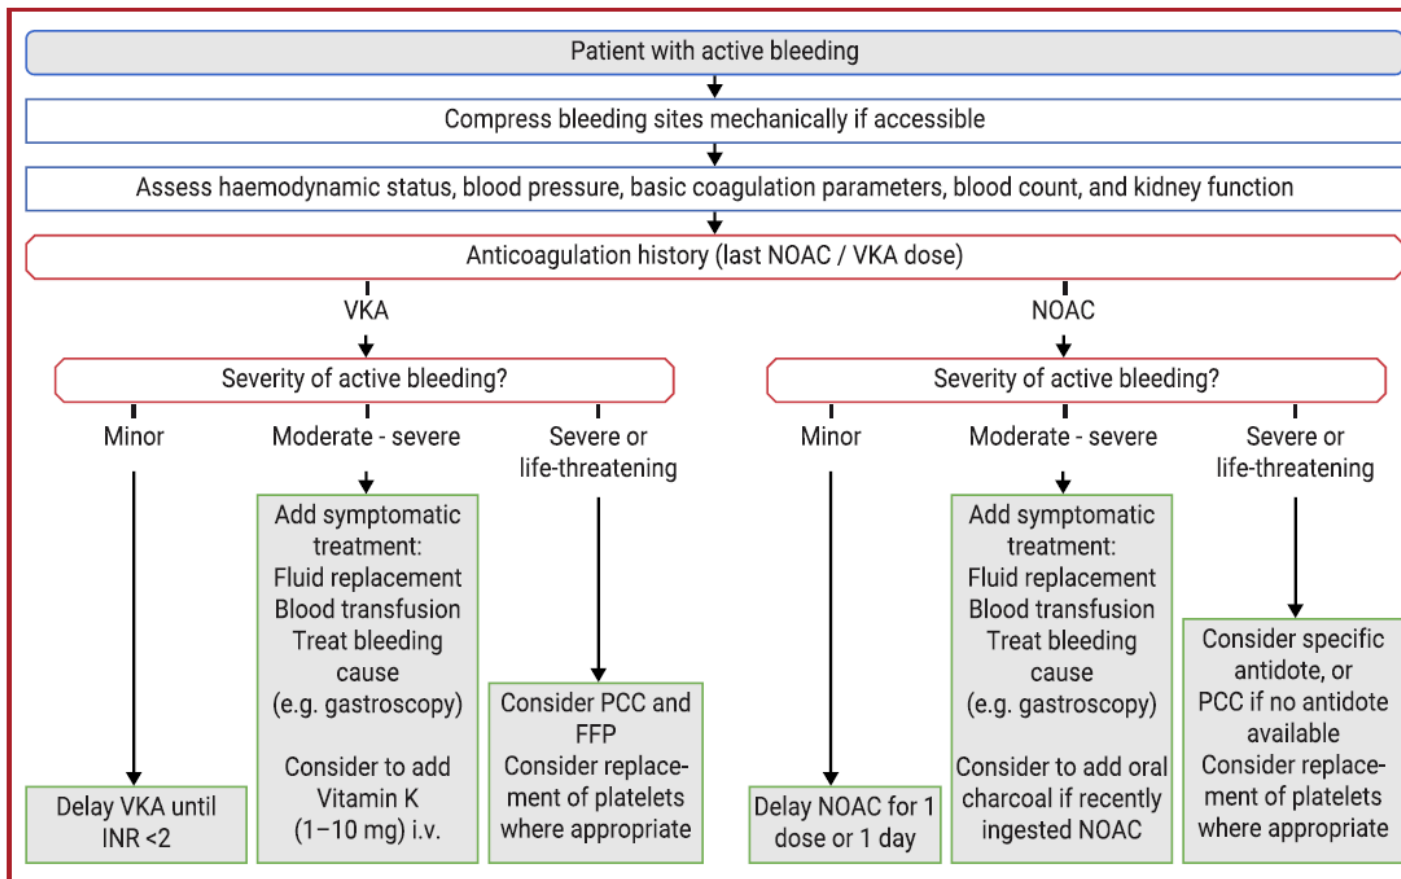 Patient with active bleeding
Compress bleeding sites mechanically if accessible
Assess haemodynamic status, blood pressure, basic coagulation parameters, blood count, and kidney function
Anticoagulation history (last NOAC / VKA dose)
VKA
Severity of active bleeding?
Minor
Delay VKA until
INR <2
Moderate - severe
Add symptomatic
treatment:
Fluid replacement
Blood transfusion
Treat bleeding
cause
(e.g. gastroscopy)
Consider to add
Vitamin K
(1–10 mg) i.v.
Severe or
life-threatening
Consider PCC and
FFP
Consider replace-
ment of platelets
where appropriate
NOAC
Severity of active bleeding?
Minor
Delay NOAC for 1
dose or 1 day
Moderate - severe
Add symptomatic
treatment:
Fluid replacement
Blood transfusion
Treat bleeding
cause
(e.g. gastroscopy)
Consider to add oral
charcoal if recently
ingested NOAC
Severe or
life-threatening
Consider specific
antidote, or
PCC if no antidote
available
Consider replace-
ment of platelets
where appropriate